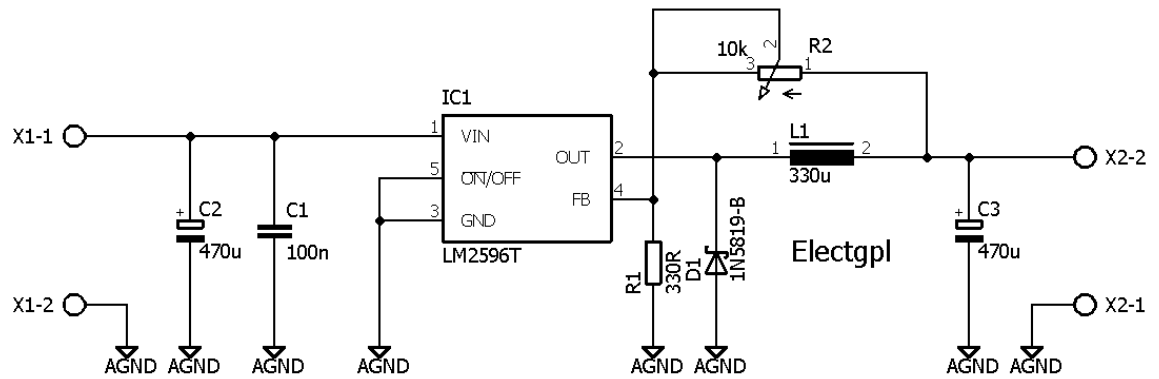 2
10k
R2
3
1
IC1
X1-1
1
VIN
L1
OUT
2
1
2
X2-2
5
ON/OFF
330u
FB
4
C2
C1
3
GND
C3
+
470u
100n
LM2596T
R1
330R
D1
1N5819-B
Electgpl
+
470u
X1-2
X2-1
AGND
AGND
AGND
AGND
AGND
AGND
AGND
AGND